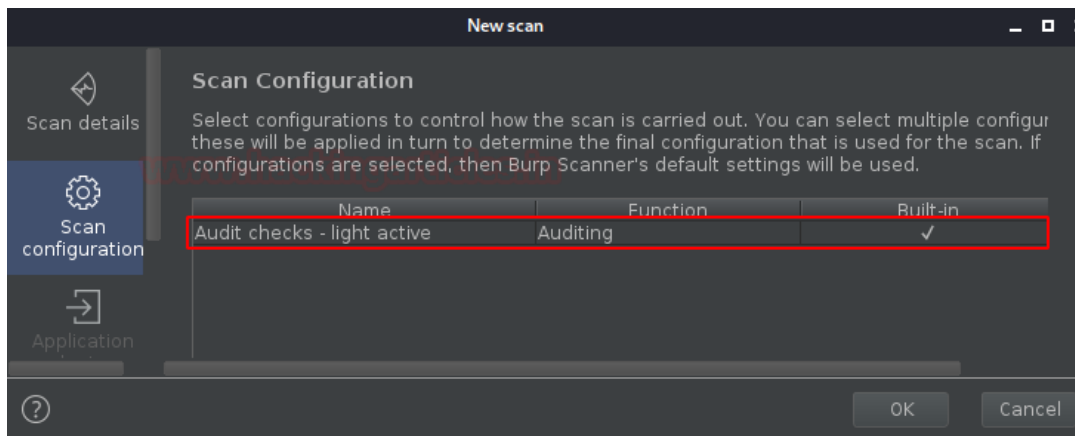 New scan
Scan details
Scan
configuration
Application
Scan Configuration
Select configurations to control how the scan is carried out. You can select multiple configur
these will be applied in turn to determine the final configuration that is used for the scan. If
configurations are selected, then Burp Scanner's default settings will be used.
Name Function Built-in
Audit checks - light active Auditing ✓
?
OK Cancel